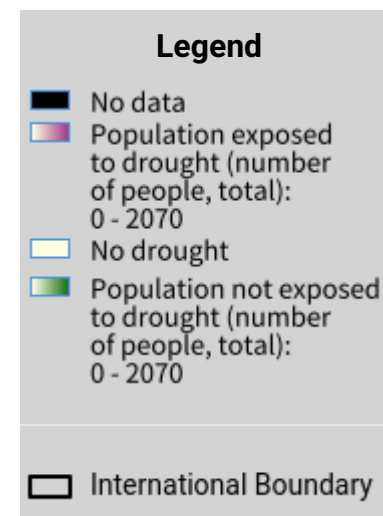 Legend
No data
Population exposed
to drought (number
of people, total):
0 - 2070
No drought
Population not exposed
to drought (number
of people, total):
0 - 2070
International Boundary